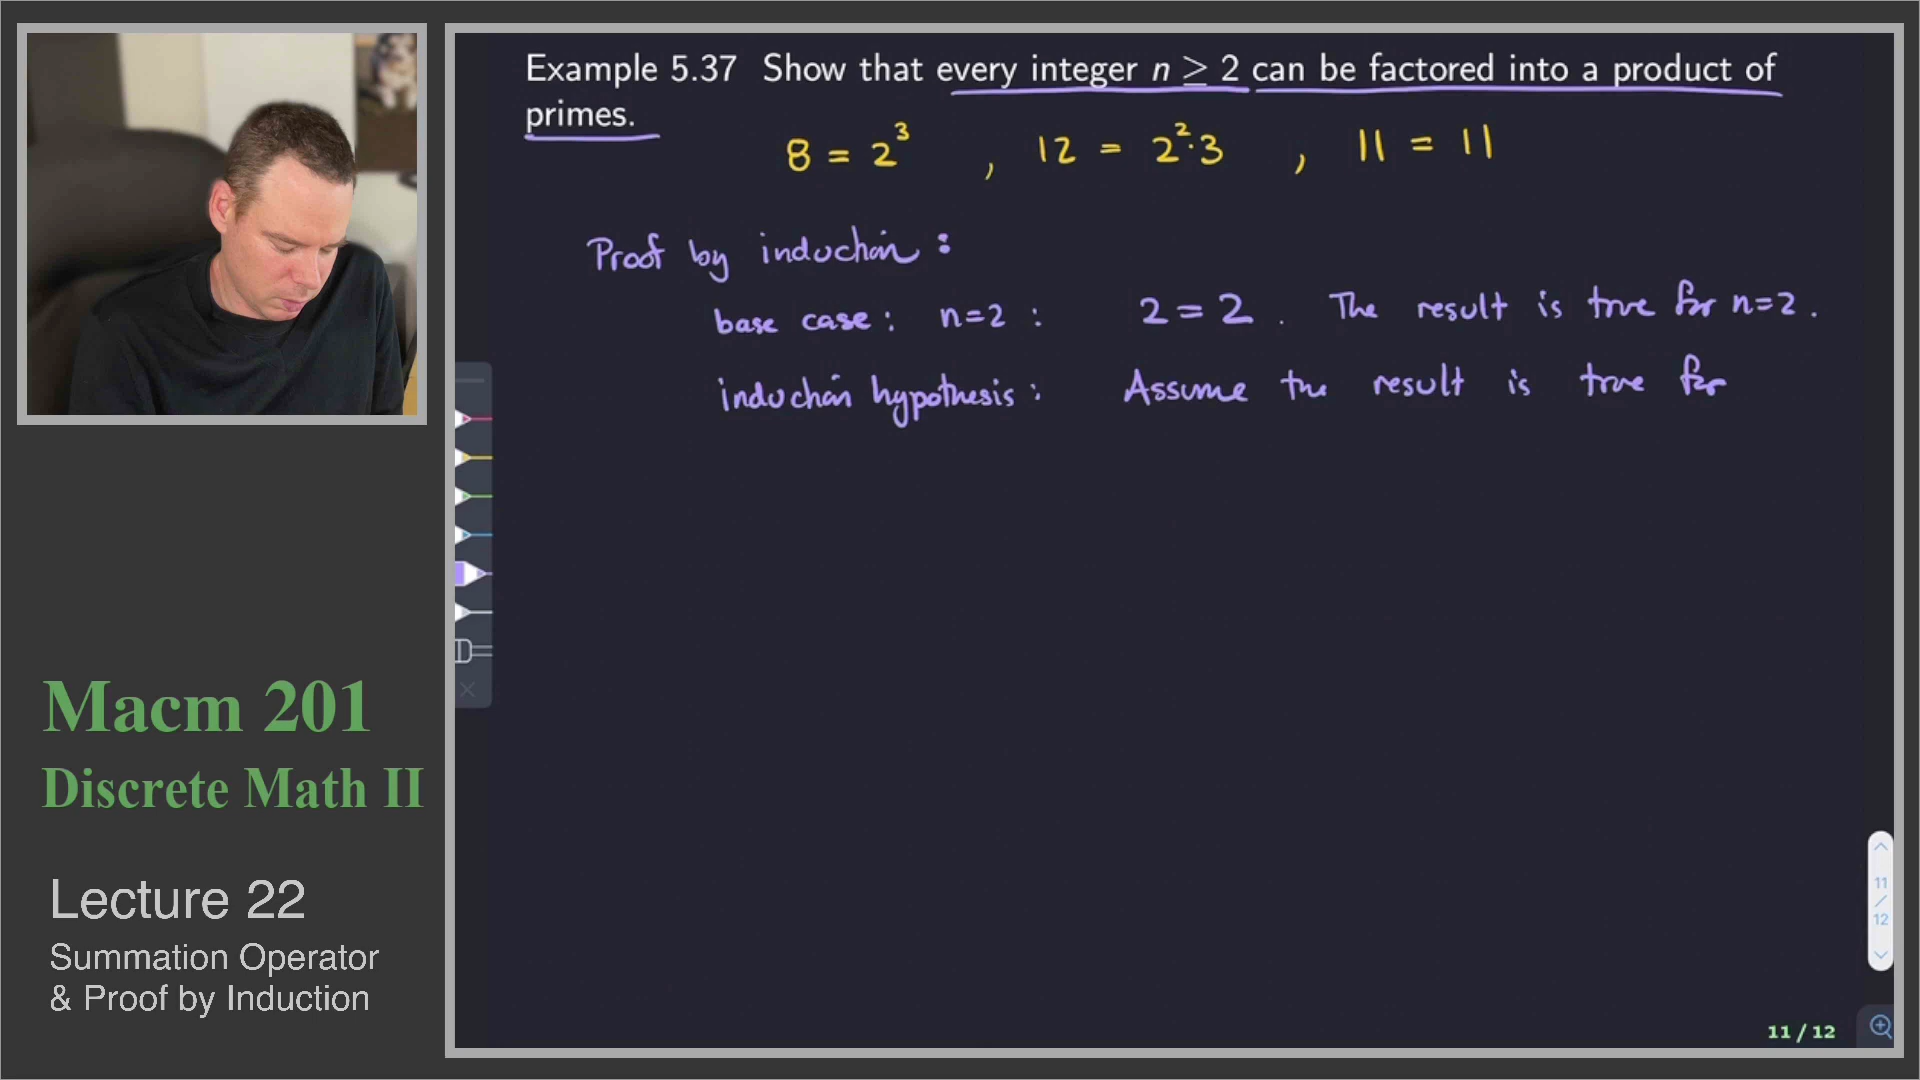 Example 5.37 Show that every integer n ≥ 2 can be factored into a product of
primes.
8 = 2³ , 12 = 2²·3 , 11 = 11
Proof by induction :
base case : n=2 : 2 = 2 . The result is true for n=2 .
induction hypothesis : Assume the result is true for
Macm 201
Discrete Math II
Lecture 22
Summation Operator
& Proof by Induction
11
/
12
11 / 12